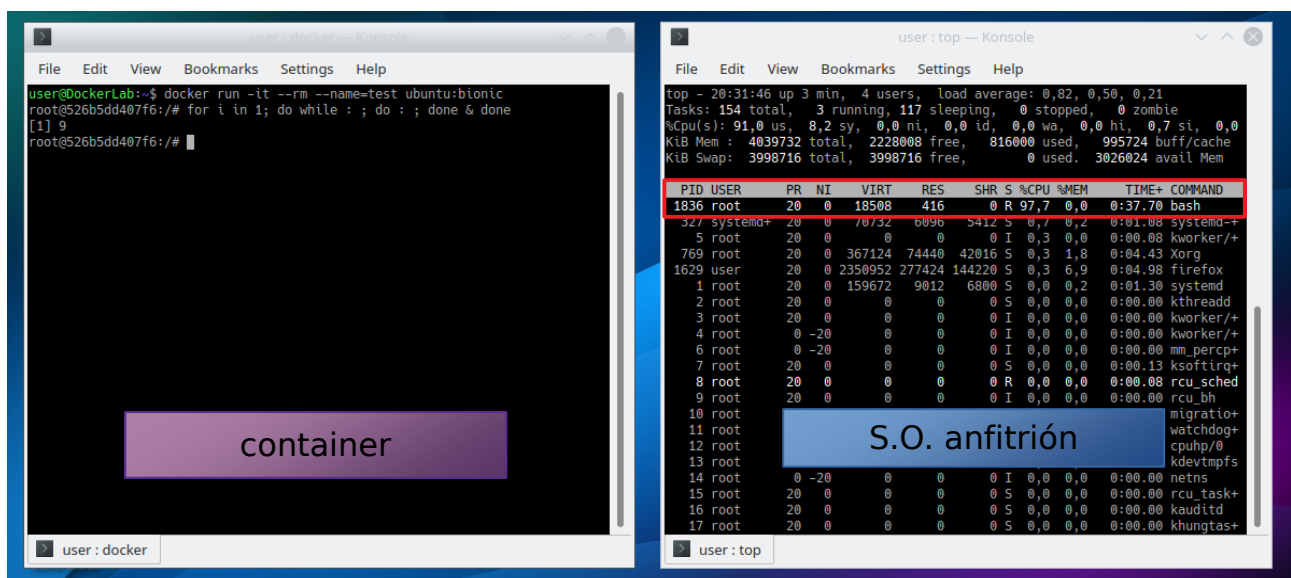 user : docker — Konsole
File Edit View Bookmarks Settings Help
user@DockerLab:~$ docker run -it --rm --name=test ubuntu:bionic
root@526b5dd407f6:/# for i in 1; do while : ; do : ; done & done
[1] 9
root@526b5dd407f6:/#
container
user : docker
user : top — Konsole
File Edit View Bookmarks Settings Help
top - 20:31:46 up 3 min, 4 users, load average: 0,82, 0,50, 0,21
Tasks: 154 total, 3 running, 117 sleeping, 0 stopped, 0 zombie
%Cpu(s): 91,0 us, 8,2 sy, 0,0 ni, 0,0 id, 0,0 wa, 0,0 hi, 0,7 si, 0,0
KiB Mem : 4039732 total, 2228008 free, 816000 used, 995724 buff/cache
KiB Swap: 3998716 total, 3998716 free, 0 used. 3026024 avail Mem
PID USER PR NI VIRT RES SHR S %CPU %MEM TIME+ COMMAND
1836 root 20 0 18508 416 0 R 97,7 0,0 0:37.70 bash
327 systemd+ 20 0 70732 6096 5412 S 0,7 0,2 0:01.08 systemd-+
5 root 20 0 0 0 0 I 0,3 0,0 0:00.08 kworker/+
769 root 20 0 367124 74440 42016 S 0,3 1,8 0:04.43 Xorg
1629 user 20 0 2350952 277424 144220 S 0,3 6,9 0:04.98 firefox
1 root 20 0 159672 9012 6800 S 0,0 0,2 0:01.30 systemd
2 root 20 0 0 0 0 S 0,0 0,0 0:00.00 kthreadd
3 root 20 0 0 0 0 I 0,0 0,0 0:00.00 kworker/+
4 root 0 -20 0 0 0 I 0,0 0,0 0:00.00 kworker/+
6 root 0 -20 0 0 0 I 0,0 0,0 0:00.00 mm_percp+
7 root 20 0 0 0 0 S 0,0 0,0 0:00.13 ksoftirq+
8 root 20 0 0 0 0 R 0,0 0,0 0:00.08 rcu_sched
9 root 20 0 0 0 0 I 0,0 0,0 0:00.00 rcu_bh
10 root migratio+
11 root watchdog+
12 root cpuhp/0
13 root kdevtmpfs
S.O. anfitrión
14 root 0 -20 0 0 0 I 0,0 0,0 0:00.00 netns
15 root 20 0 0 0 0 S 0,0 0,0 0:00.00 rcu_task+
16 root 20 0 0 0 0 S 0,0 0,0 0:00.00 kauditd
17 root 20 0 0 0 0 S 0,0 0,0 0:00.00 khungtas+
user : top